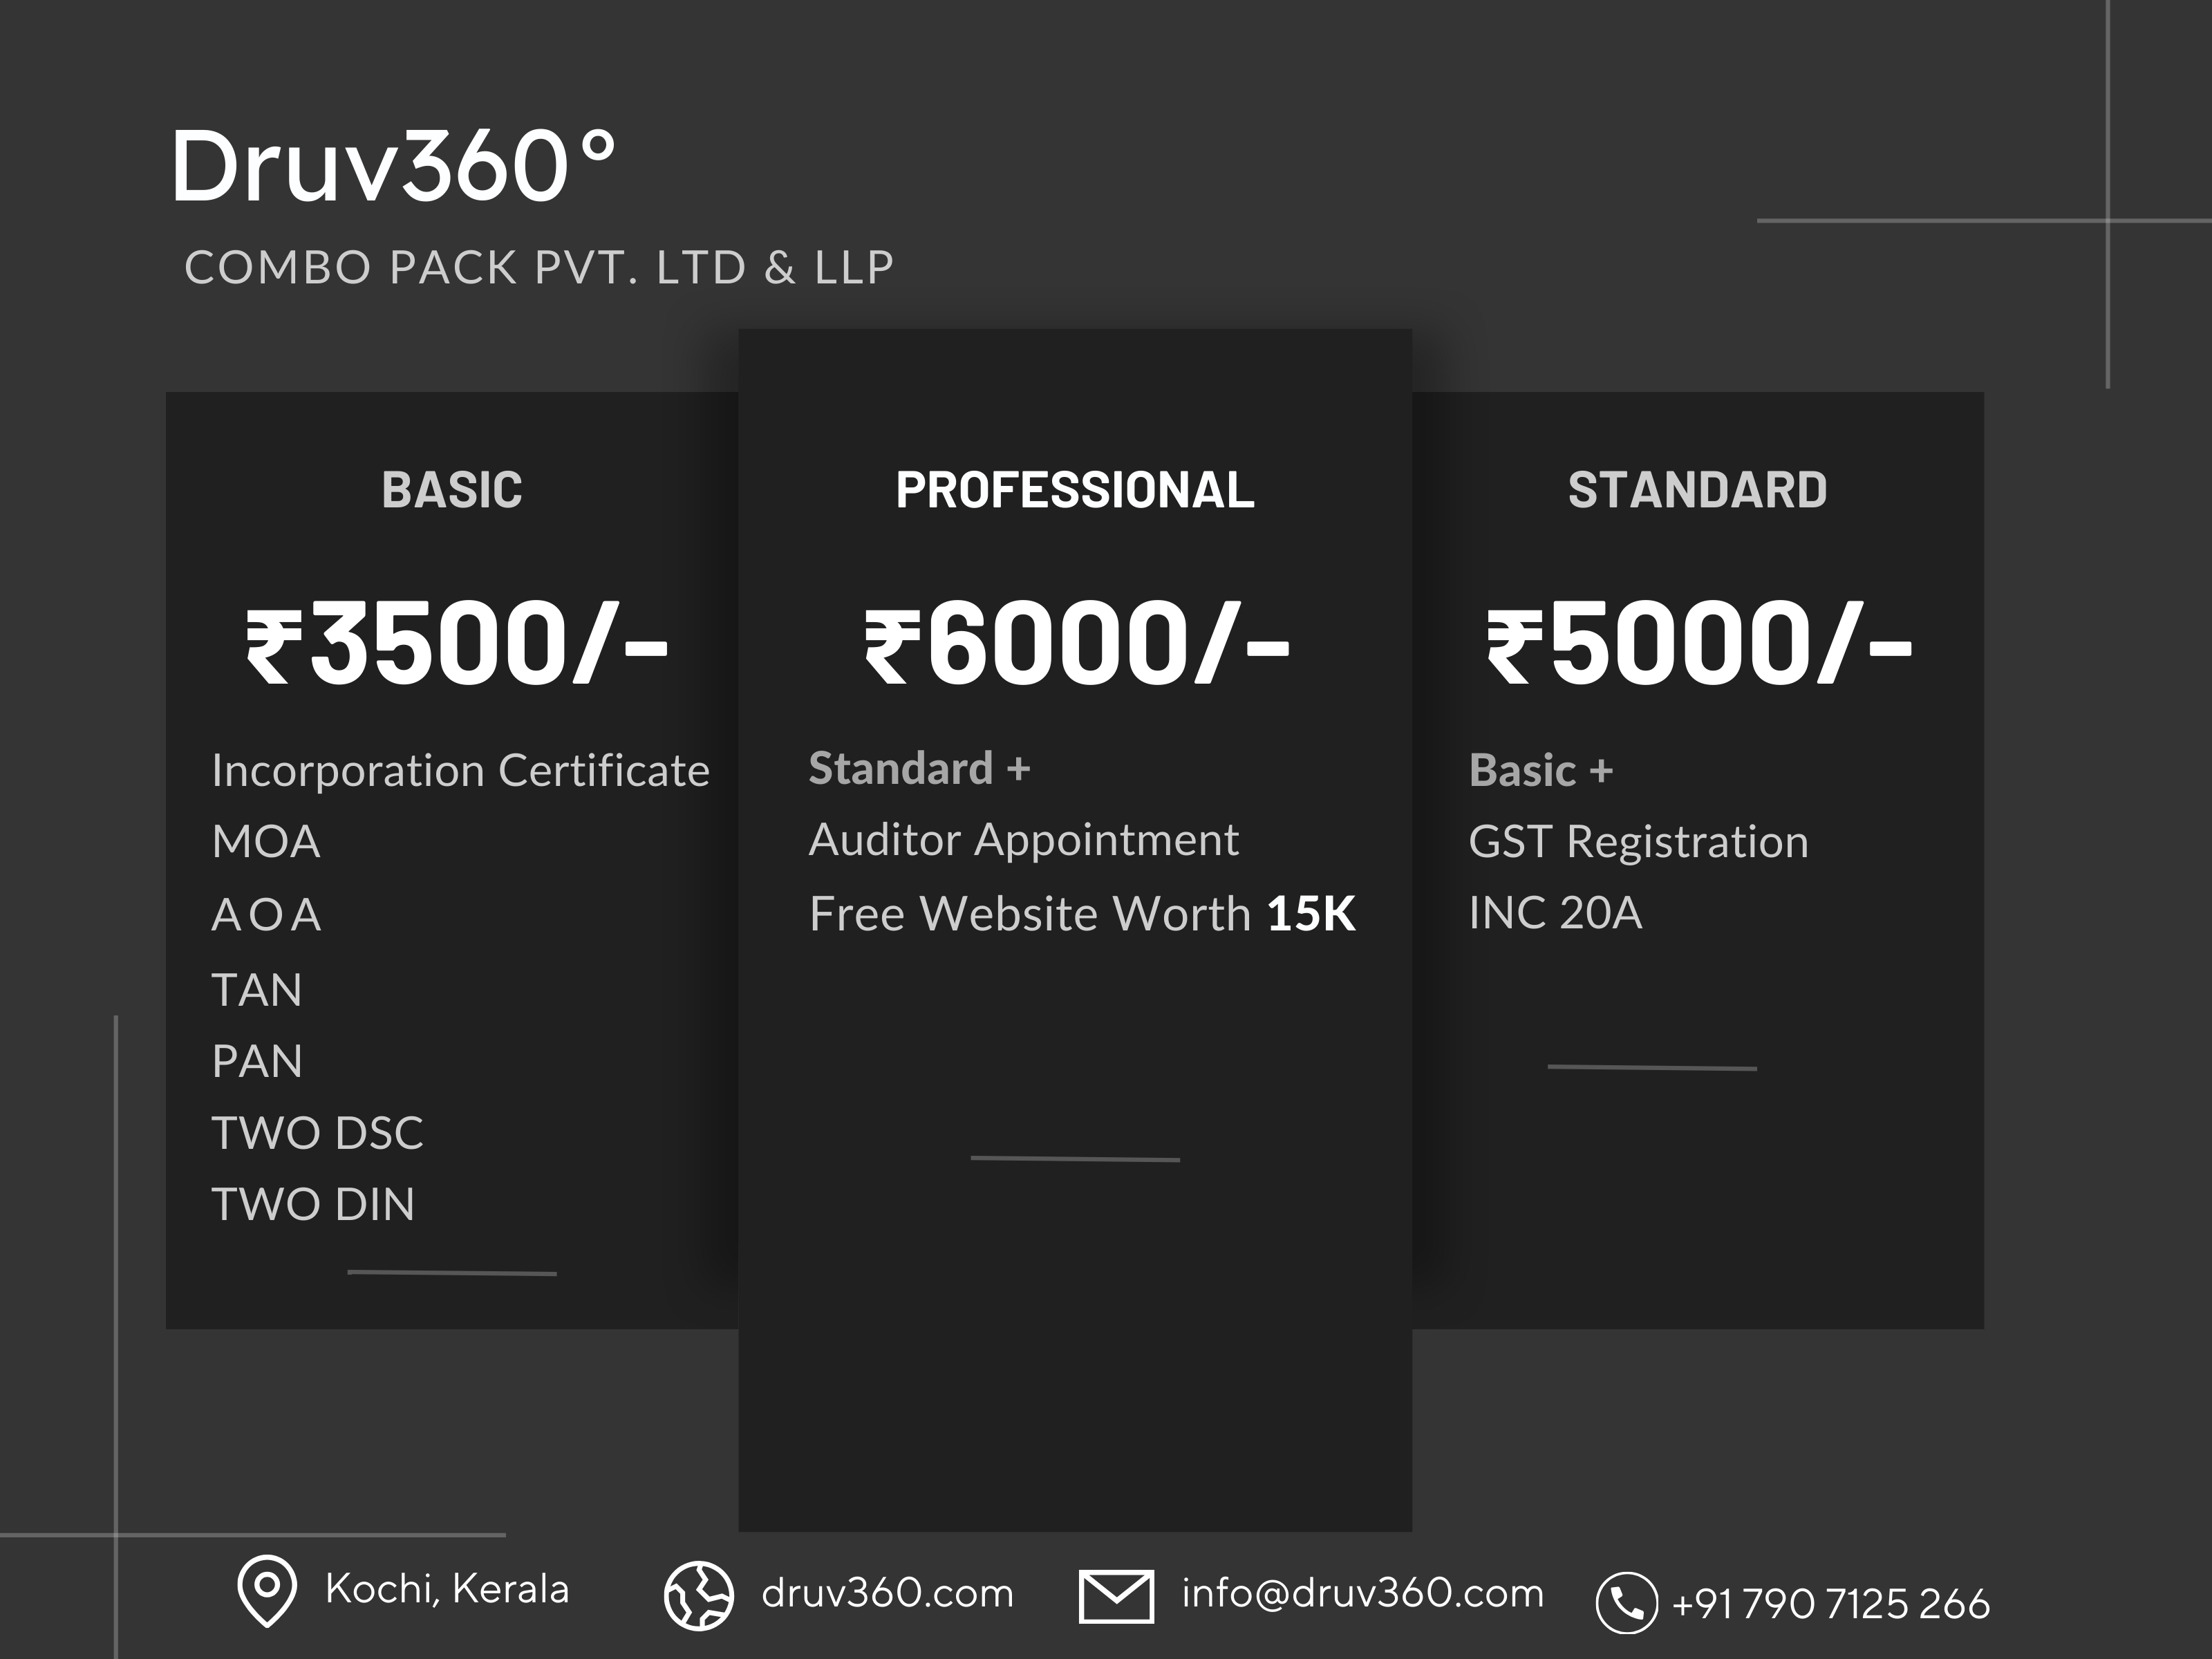 Druv360°
COMBO PACK PVT. LTD & LLP
BASIC
₹3500/-
Incorporation Certificate
MOA
AOA
TAN
PAN
TWO DSC
TWO DIN
PROFESSIONAL
₹6000/-
Standard +
Auditor Appointment
Free Website Worth 15K
STANDARD
₹5000/-
Basic +
GST Registration
INC 20A
Kochi, Kerala
druv360.com
info@druv360.com
+91 790 7125 266